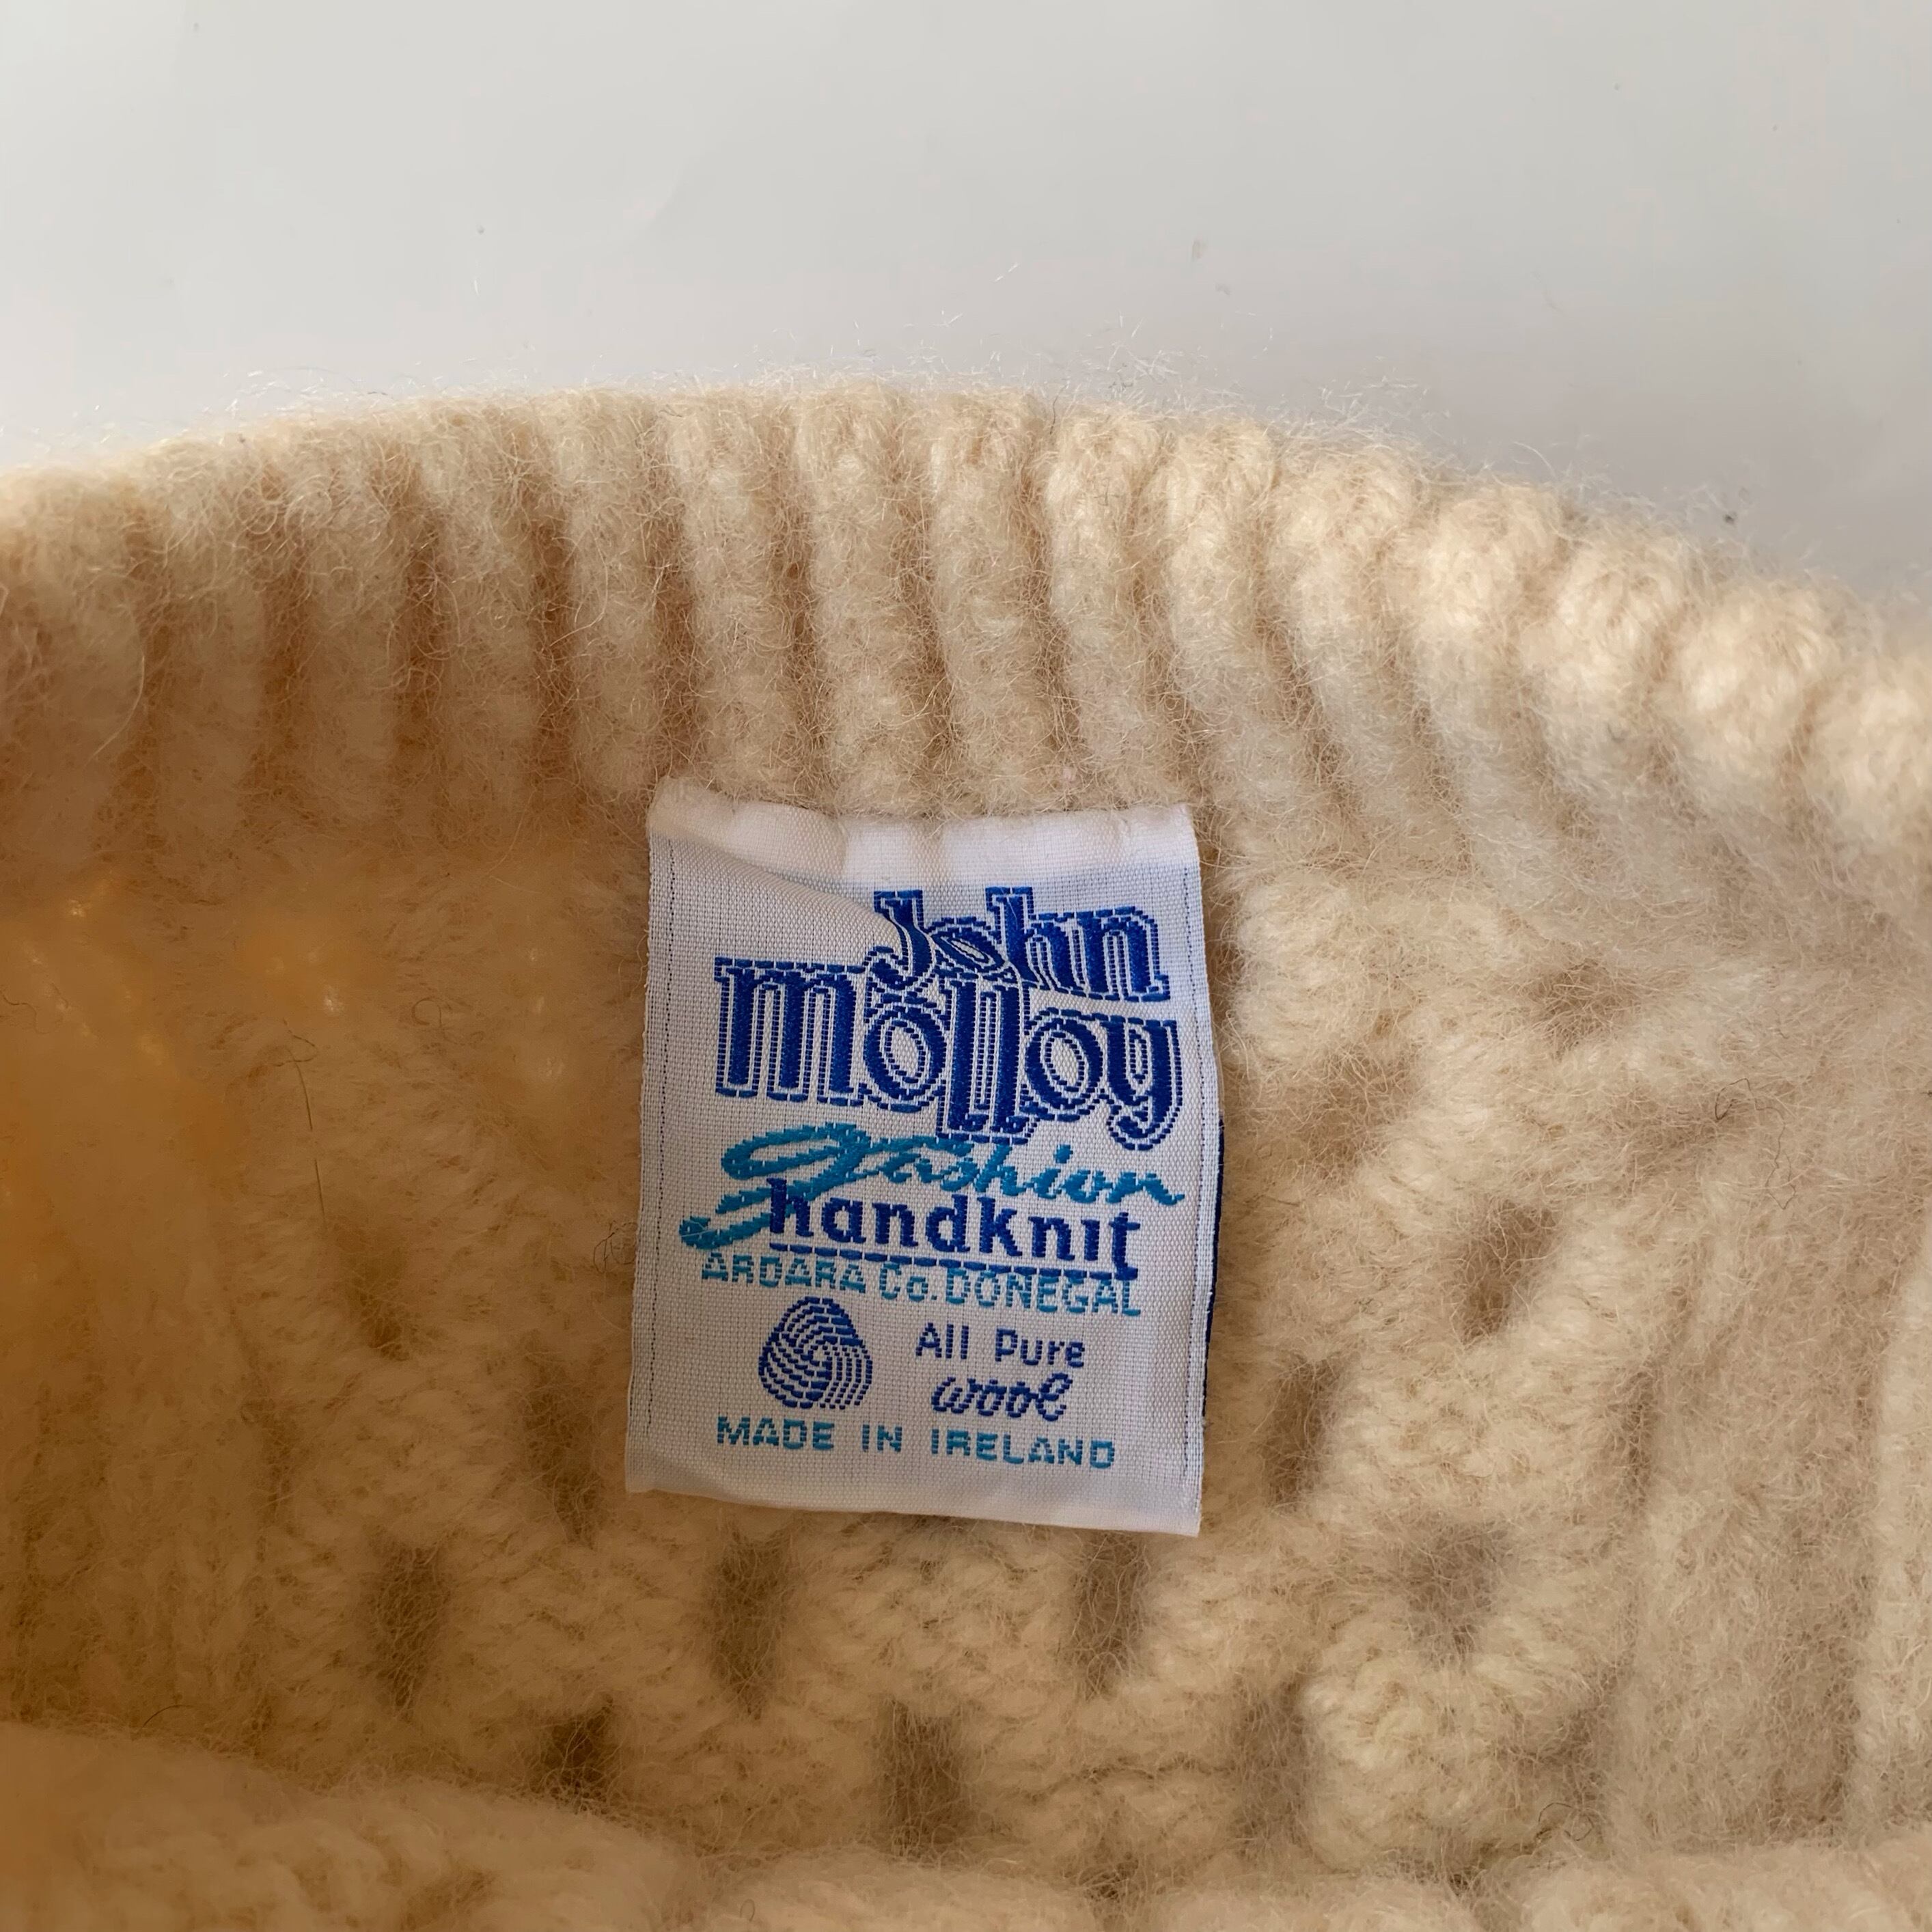 John
Molloy
Fashion
handknit
ARDARA Co. DONEGAL
All Pure
wool
MADE IN IRELAND